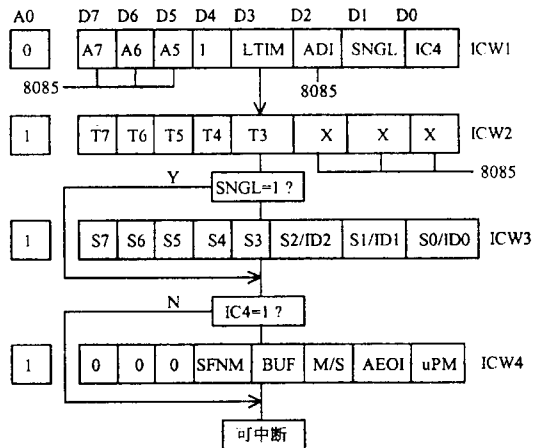 A0 D7 D6 D5 D4 D3 D2 D1 D0
0 A7 A6 A5 1 LTIM ADI SNGL IC4 ICW1
8085 8085
1 T7 T6 T5 T4 T3 X X X ICW2
8085
Y SNGL=1 ?
1 S7 S6 S5 S4 S3 S2/ID2 S1/ID1 S0/ID0 ICW3
N IC4=1 ?
1 0 0 0 SFNM BUF M/S AEOI uPM ICW4
可中断